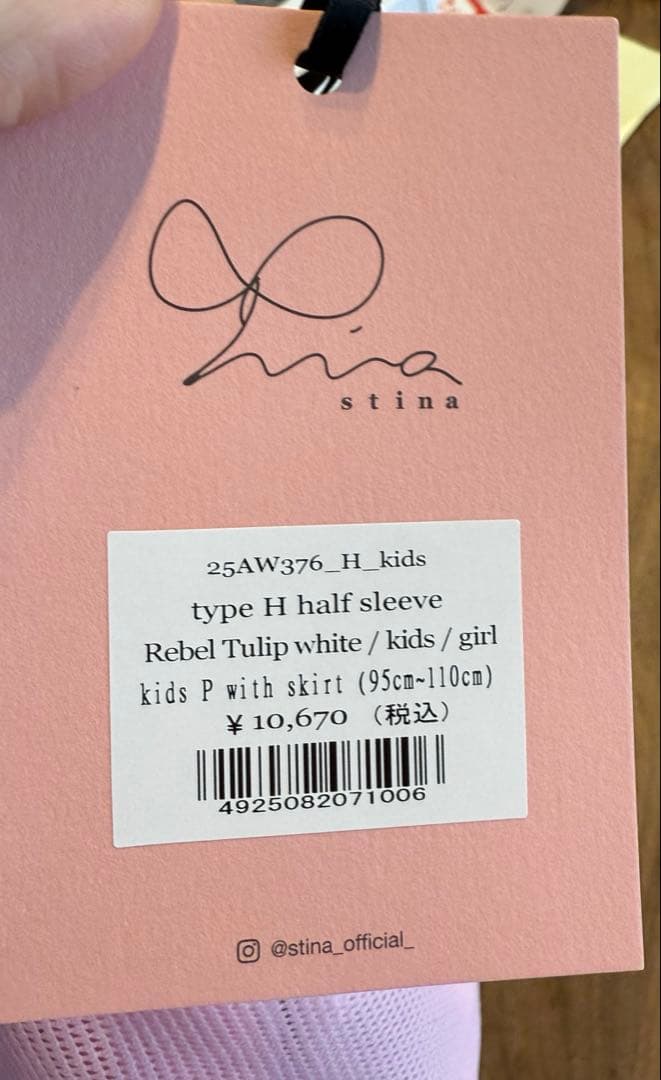 stina
stina
25AW376_H_kids
type H half sleeve
Rebel Tulip white / kids / girl
kids P with skirt (95cm~110cm)
¥ 10,670 （税込）
4925082071006
@stina_official_